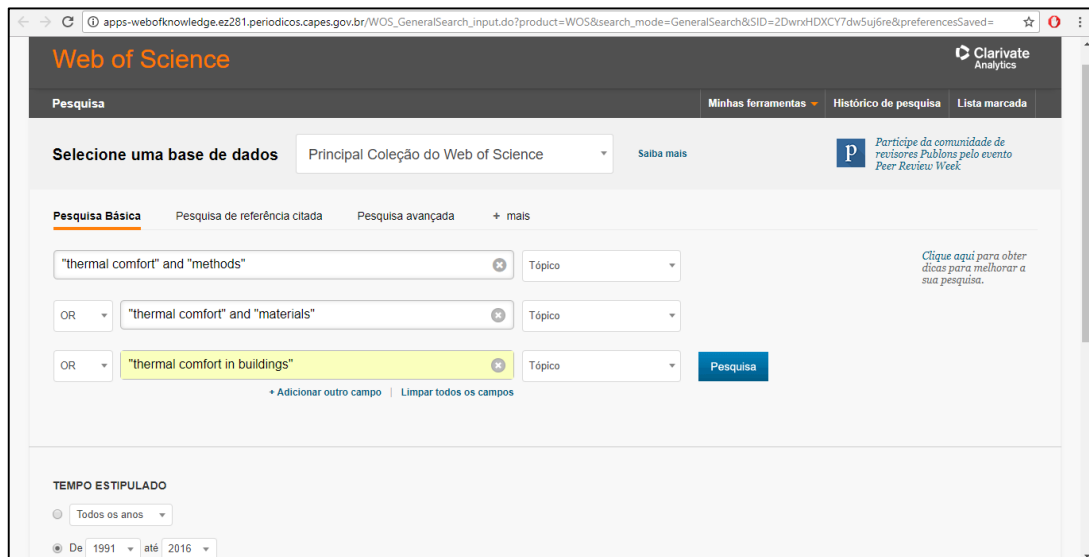 apps-webofknowledge.ez281.periodicos.capes.gov.br/WOS_GeneralSearch_input.do?product=WOS&search_mode=GeneralSearch&SID=2DwrxHDXCY7dw5uj6re&preferencesSaved=
Web of Science
Clarivate
Analytics
Pesquisa
Minhas ferramentas
Histórico de pesquisa
Lista marcada
Selecione uma base de dados
Principal Coleção do Web of Science
Saiba mais
p
Participe da comunidade de
revisores Publons pelo evento
Peer Review Week
Pesquisa Básica
Pesquisa de referência citada
Pesquisa avançada
+ mais
"thermal comfort" and "methods"
Tópico
Clique aqui para obter
dicas para melhorar a
sua pesquisa.
OR
"thermal comfort" and "materials"
Tópico
OR
"thermal comfort in buildings"
Tópico
Pesquisa
+ Adicionar outro campo | Limpar todos os campos
TEMPO ESTIPULADO
Todos os anos
De 1991 até 2016